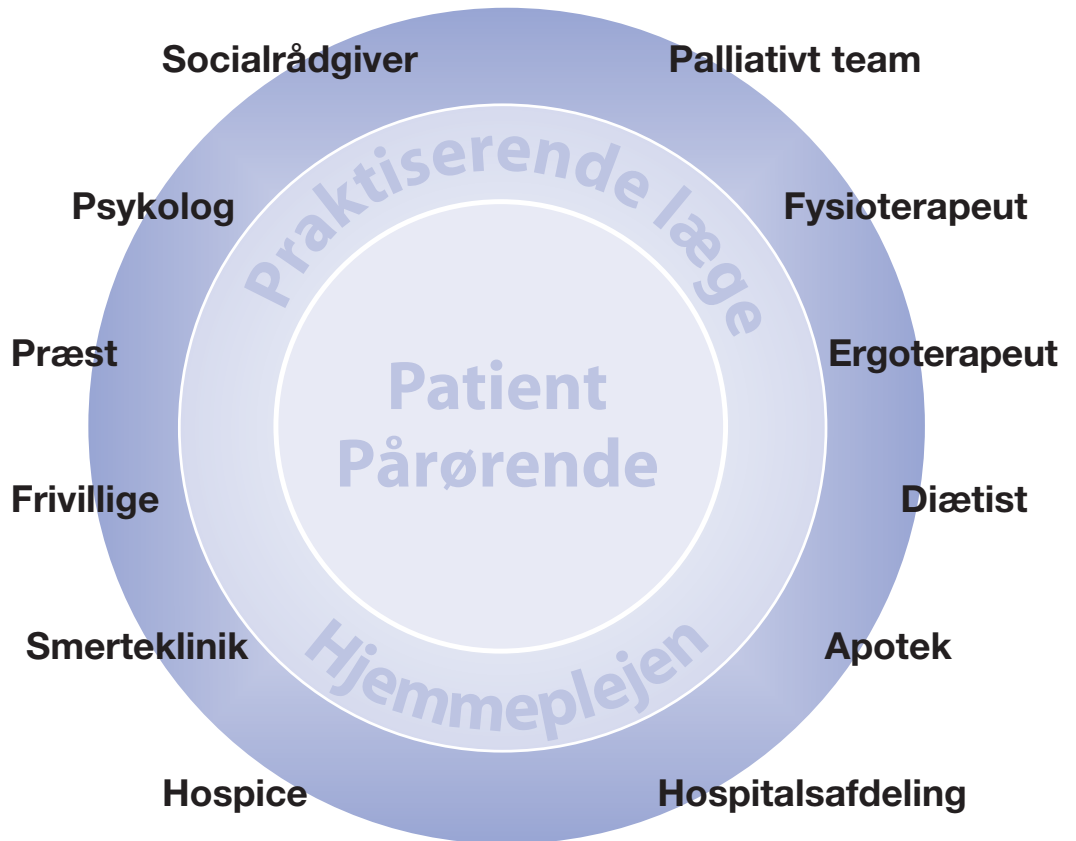 Socialrådgiver
Palliativt team
Praktiserende læge
Psykolog
Fysioterapeut
Præst
Ergoterapeut
Patient
Pårørende
Frivillige
Diætist
Smerteklinik
Apotek
Hjemmeplejen
Hospice
Hospitalsafdeling